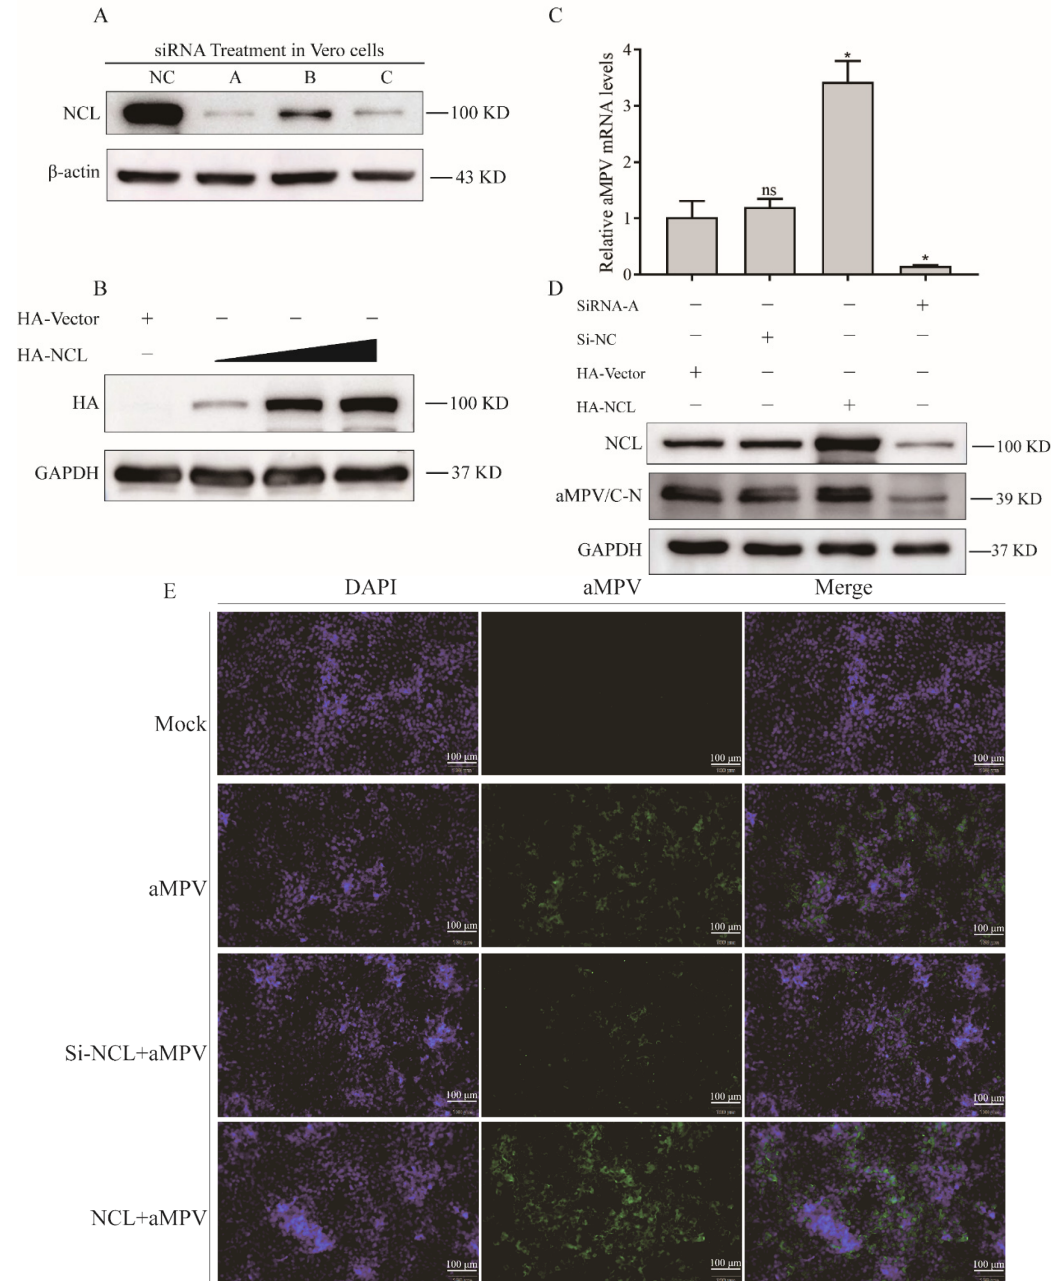 A
siRNA Treatment in Vero cells
NC A B C
NCL 100 KD
β-actin 43 KD
B
HA-Vector + − − −
HA-NCL −
HA 100 KD
GAPDH 37 KD
C
Relative aMPV mRNA levels
4
3
2
1
0
ns
*
*
D
SiRNA-A − − − +
Si-NC − + − −
HA-Vector + − − −
HA-NCL − − + −
NCL 100 KD
aMPV/C-N 39 KD
GAPDH 37 KD
E
DAPI aMPV Merge
Mock
100 μm 100 μm 100 μm
aMPV
100 μm 100 μm 100 μm
Si-NCL+aMPV
100 μm 100 μm 100 μm
NCL+aMPV
100 μm 100 μm 100 μm